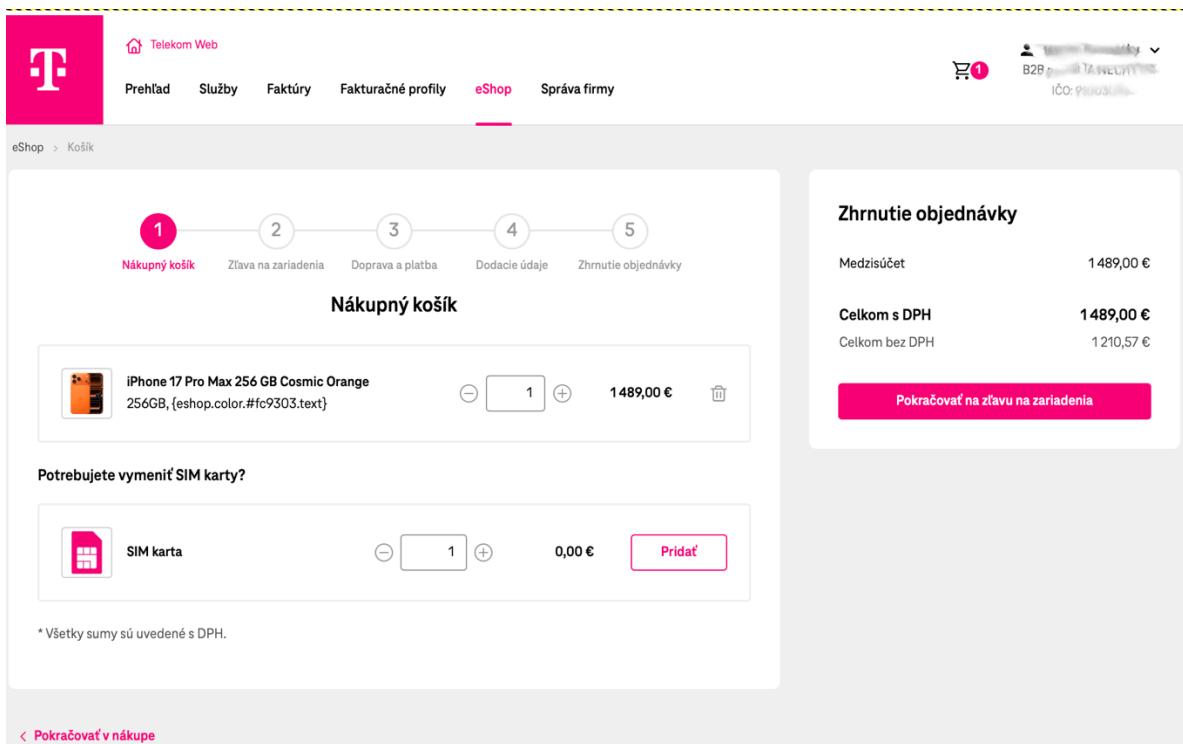 Telekom Web
Prehľad Služby Faktúry Fakturačné profily eShop Správa firmy
1
B2B
IČO:
eShop > Košík
1 2 3 4 5
Nákupný košík Zľava na zariadenia Doprava a platba Dodacie údaje Zhrnutie objednávky
Nákupný košík
iPhone 17 Pro Max 256 GB Cosmic Orange
256GB, {eshop.color.#fc9303.text}
1 1 489,00 €
Potrebujete vymeniť SIM karty?
SIM karta 1 0,00 € Pridať
* Všetky sumy sú uvedené s DPH.
Zhrnutie objednávky
Medzisúčet 1 489,00 €
Celkom s DPH 1 489,00 €
Celkom bez DPH 1 210,57 €
Pokračovať na zľavu na zariadenia
< Pokračovať v nákupe